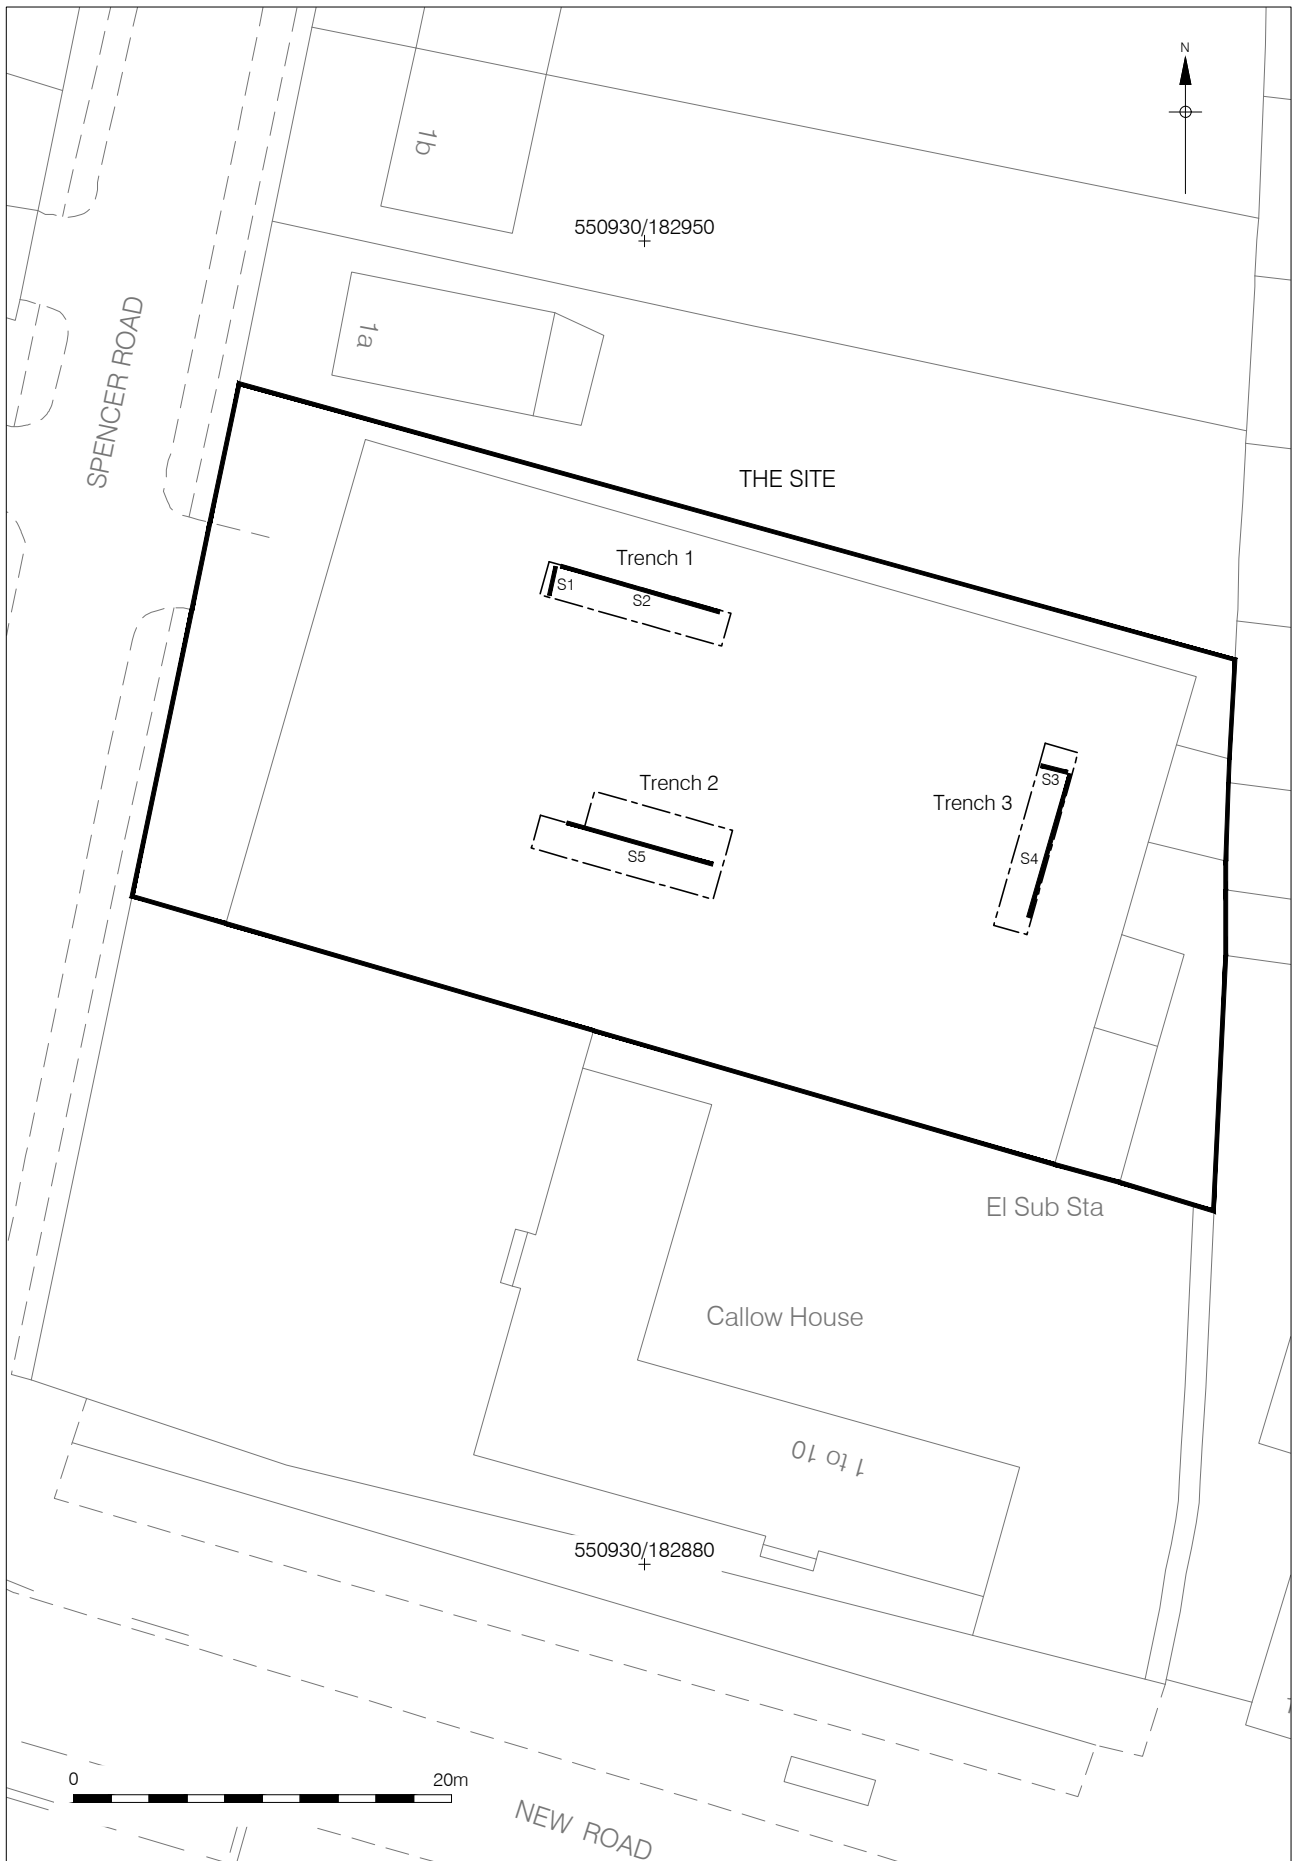 N
1b
550930/182950
1a
SPENCER ROAD
THE SITE
Trench 1
S1
S2
Trench 2
S5
Trench 3
S3
S4
El Sub Sta
Callow House
1 to 10
550930/182880
0 20m
NEW ROAD